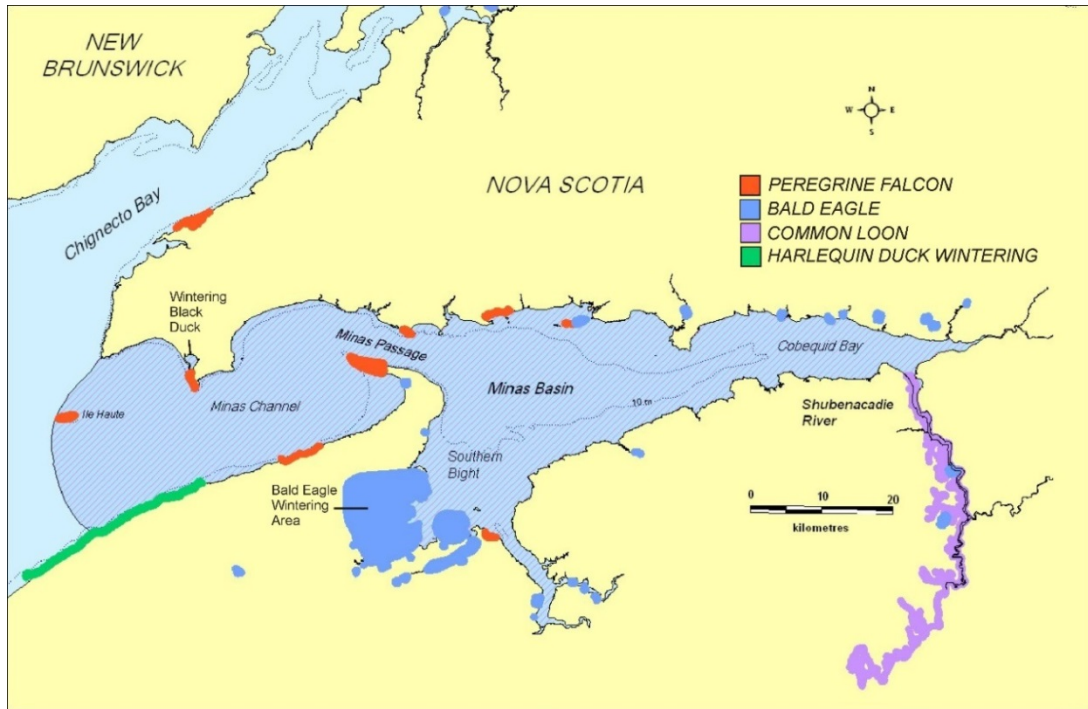 NEW
BRUNSWICK
N
W E
S
Chignecto Bay
NOVA SCOTIA
PEREGRINE FALCON
BALD EAGLE
COMMON LOON
HARLEQUIN DUCK WINTERING
Wintering
Black
Duck
Minas Passage
Cobequid Bay
Minas Basin
Ile Haute
Minas Channel
10 m
Shubenacadie
River
Southern
Bight
Bald Eagle
Wintering
Area
0 10 20
kilometres